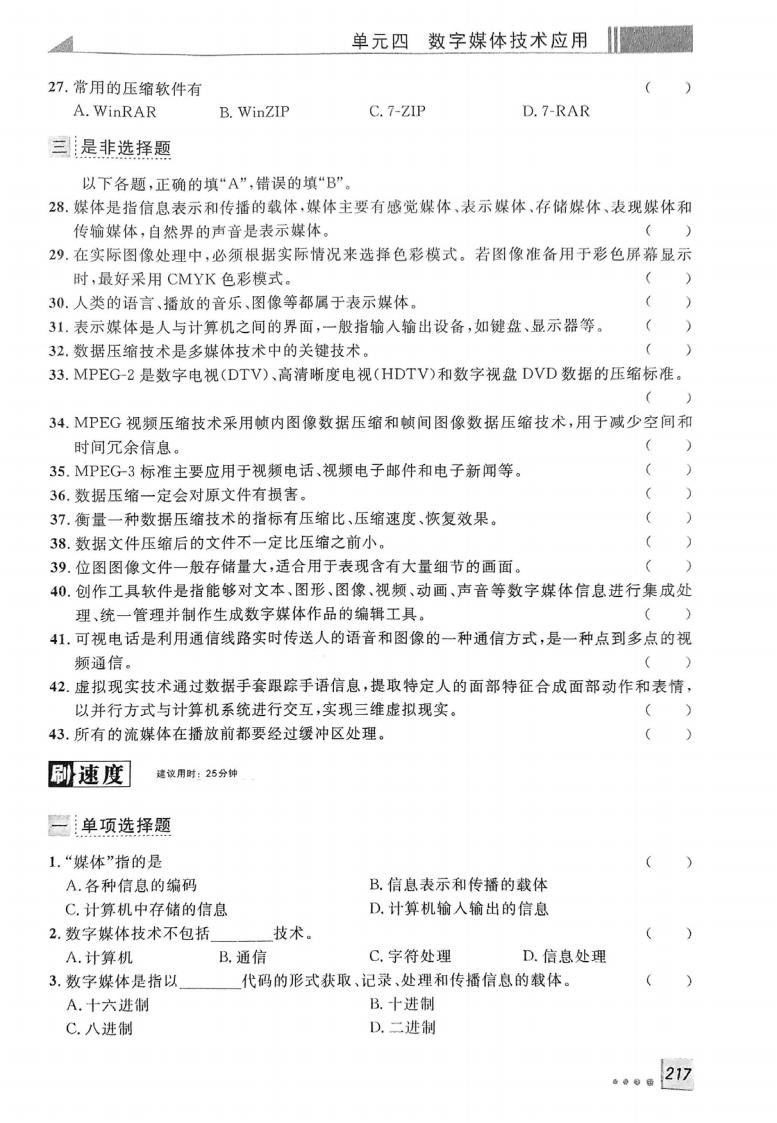 单元四 数字媒体技术应用
27. 常用的压缩软件有 ( )
A. WinRAR B. WinZIP C. 7-ZIP D. 7-RAR
三 是非选择题
以下各题,正确的填“A”,错误的填“B”。
28. 媒体是指信息表示和传播的载体,媒体主要有感觉媒体、表示媒体、存储媒体、表现媒体和
传输媒体,自然界的声音是表示媒体。 ( )
29. 在实际图像处理中,必须根据实际情况来选择色彩模式。若图像准备用于彩色屏幕显示
时,最好采用 CMYK 色彩模式。 ( )
30. 人类的语言、播放的音乐、图像等都属于表示媒体。 ( )
31. 表示媒体是人与计算机之间的界面,一般指输入输出设备,如键盘、显示器等。 ( )
32. 数据压缩技术是多媒体技术中的关键技术。 ( )
33. MPEG-2 是数字电视(DTV)、高清晰度电视(HDTV)和数字视盘 DVD 数据的压缩标准。
( )
34. MPEG 视频压缩技术采用帧内图像数据压缩和帧间图像数据压缩技术,用于减少空间和
时间冗余信息。 ( )
35. MPEG-3 标准主要应用于视频电话、视频电子邮件和电子新闻等。 ( )
36. 数据压缩一定会对原文件有损害。 ( )
37. 衡量一种数据压缩技术的指标有压缩比、压缩速度、恢复效果。 ( )
38. 数据文件压缩后的文件不一定比压缩之前小。 ( )
39. 位图图像文件一般存储量大,适合用于表现含有大量细节的画面。 ( )
40. 创作工具软件是指能够对文本、图形、图像、视频、动画、声音等数字媒体信息进行集成处
理、统一管理并制作生成数字媒体作品的编辑工具。 ( )
41. 可视电话是利用通信线路实时传送人的语音和图像的一种通信方式,是一种点到多点的视
频通信。 ( )
42. 虚拟现实技术通过数据手套跟踪手语信息,提取特定人的面部特征合成面部动作和表情,
以并行方式与计算机系统进行交互,实现三维虚拟现实。 ( )
43. 所有的流媒体在播放前都要经过缓冲区处理。 ( )
刷速度 建议用时：25分钟
一 单项选择题
1. “媒体”指的是 ( )
A. 各种信息的编码 B. 信息表示和传播的载体
C. 计算机中存储的信息 D. 计算机输入输出的信息
2. 数字媒体技术不包括______技术。 ( )
A. 计算机 B. 通信 C. 字符处理 D. 信息处理
3. 数字媒体是指以______代码的形式获取、记录、处理和传播信息的载体。 ( )
A. 十六进制 B. 十进制
C. 八进制 D. 二进制
217